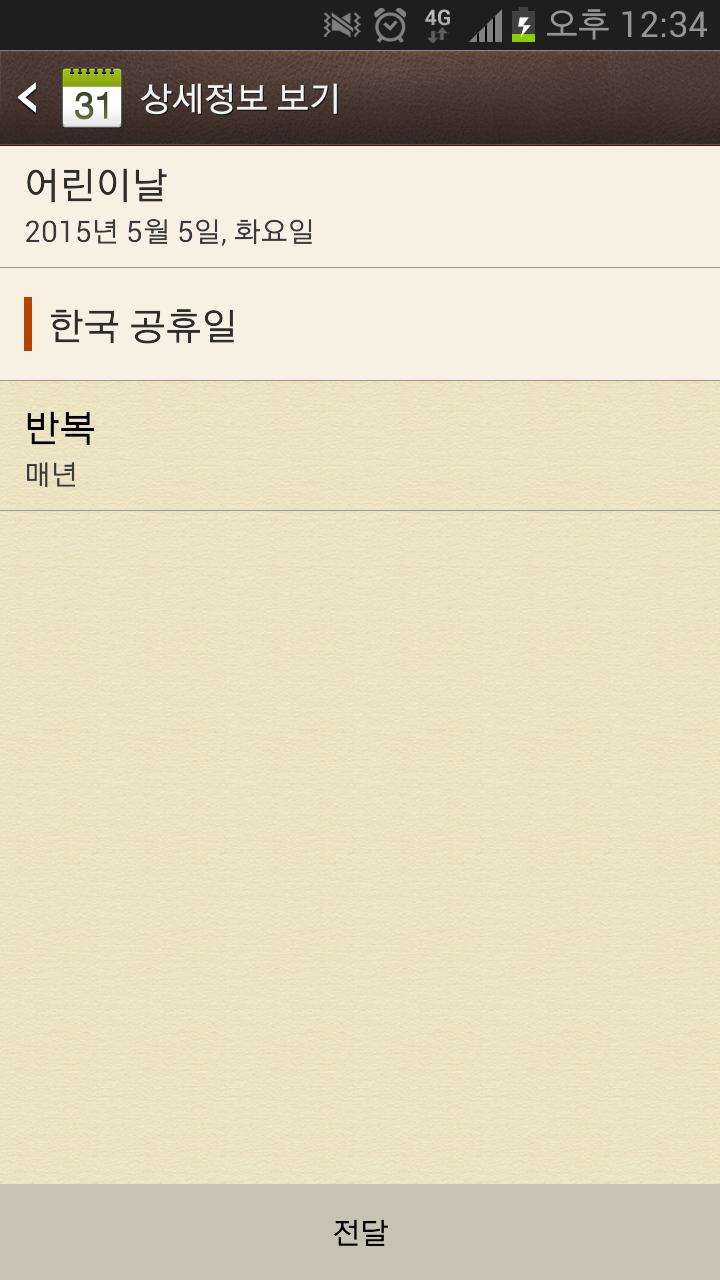 4G 오후 12:34
31 상세정보 보기
어린이날
2015년 5월 5일, 화요일
한국 공휴일
반복
매년
전달